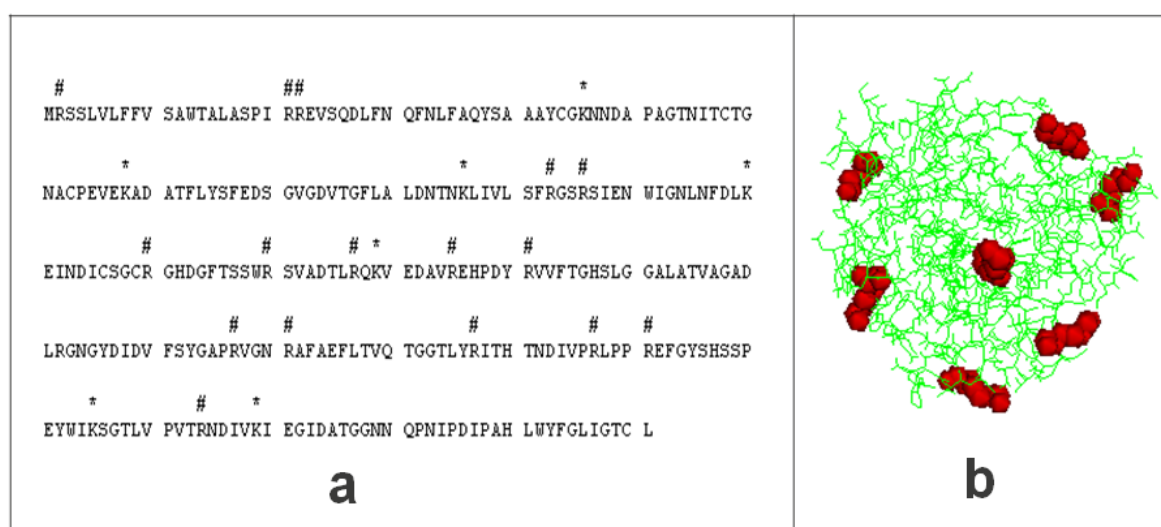 # ## *
MRSSLVLFFV SAWTALASPI RREVSQDLFN QFNLFAQYSA AAYCGKNNDA PAGTNITCTG
* * # # *
NACPEVEKAD ATFLYSFEDS GVGDVTGFLA LDNTNKLIVL SFRGSRSIEN WIGNLNFDLK
# # # * # #
EINDICSGCR GHDGFTSSWR SVADTLRQKV EDAVREHPDY RVVFTGHSLG GALATVAGAD
# # # # #
LRGNGYDIDV FSYGAPRVGN RAFAEFLTVQ TGGTLYRITH TNDIVPRLPP REFGYSHSSP
* # *
EYWIKSGTLV PVTRNDIVKI EGIDATGGNN QPNIPDIPAH LWYFGLIGTC L
a
b